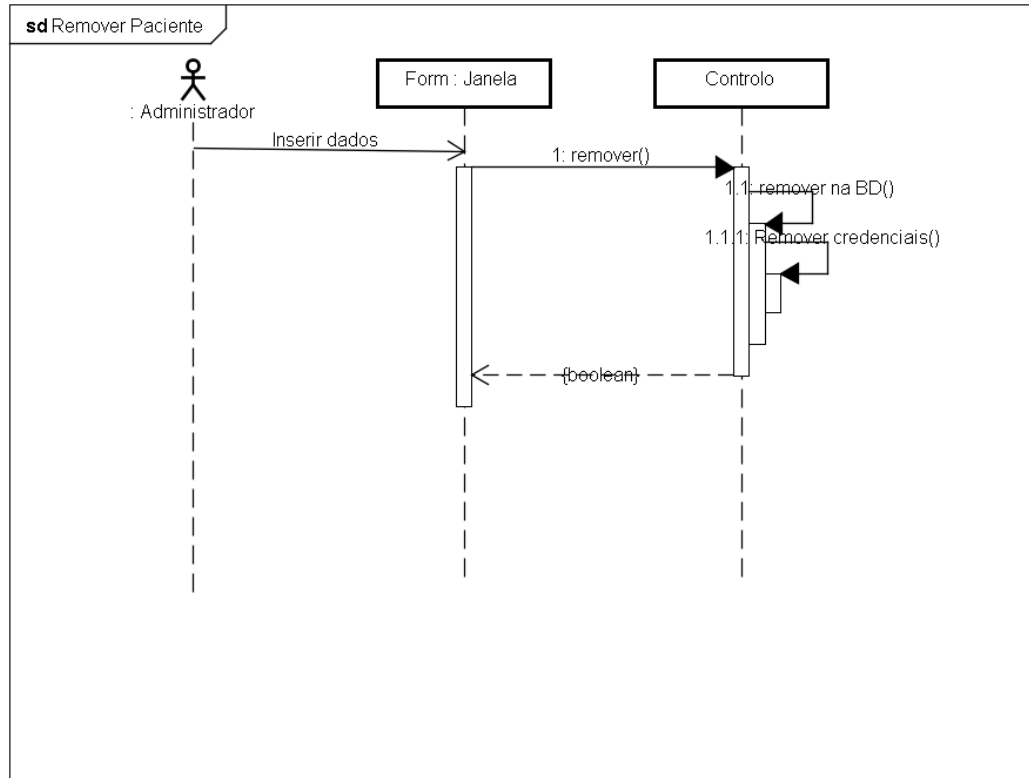 sd Remover Paciente
: Administrador
Form : Janela
Controlo
Inserir dados
1: remover()
1.1: remover na BD()
1.1.1: Remover credenciais()
{boolean}